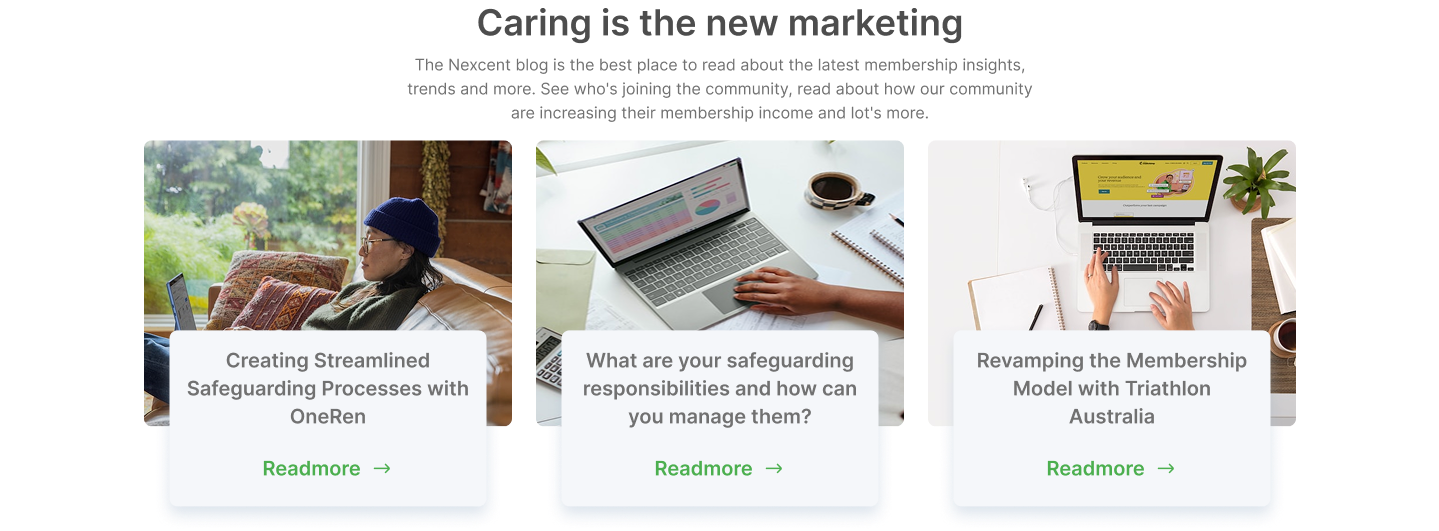 Caring is the new marketing
The Nexcent blog is the best place to read about the latest membership insights,
trends and more. See who's joining the community, read about how our community
are increasing their membership income and lot's more.
Creating Streamlined
Safeguarding Processes with
OneRen
Readmore →
What are your safeguarding
responsibilities and how can
you manage them?
Readmore →
Revamping the Membership
Model with Triathlon
Australia
Readmore →